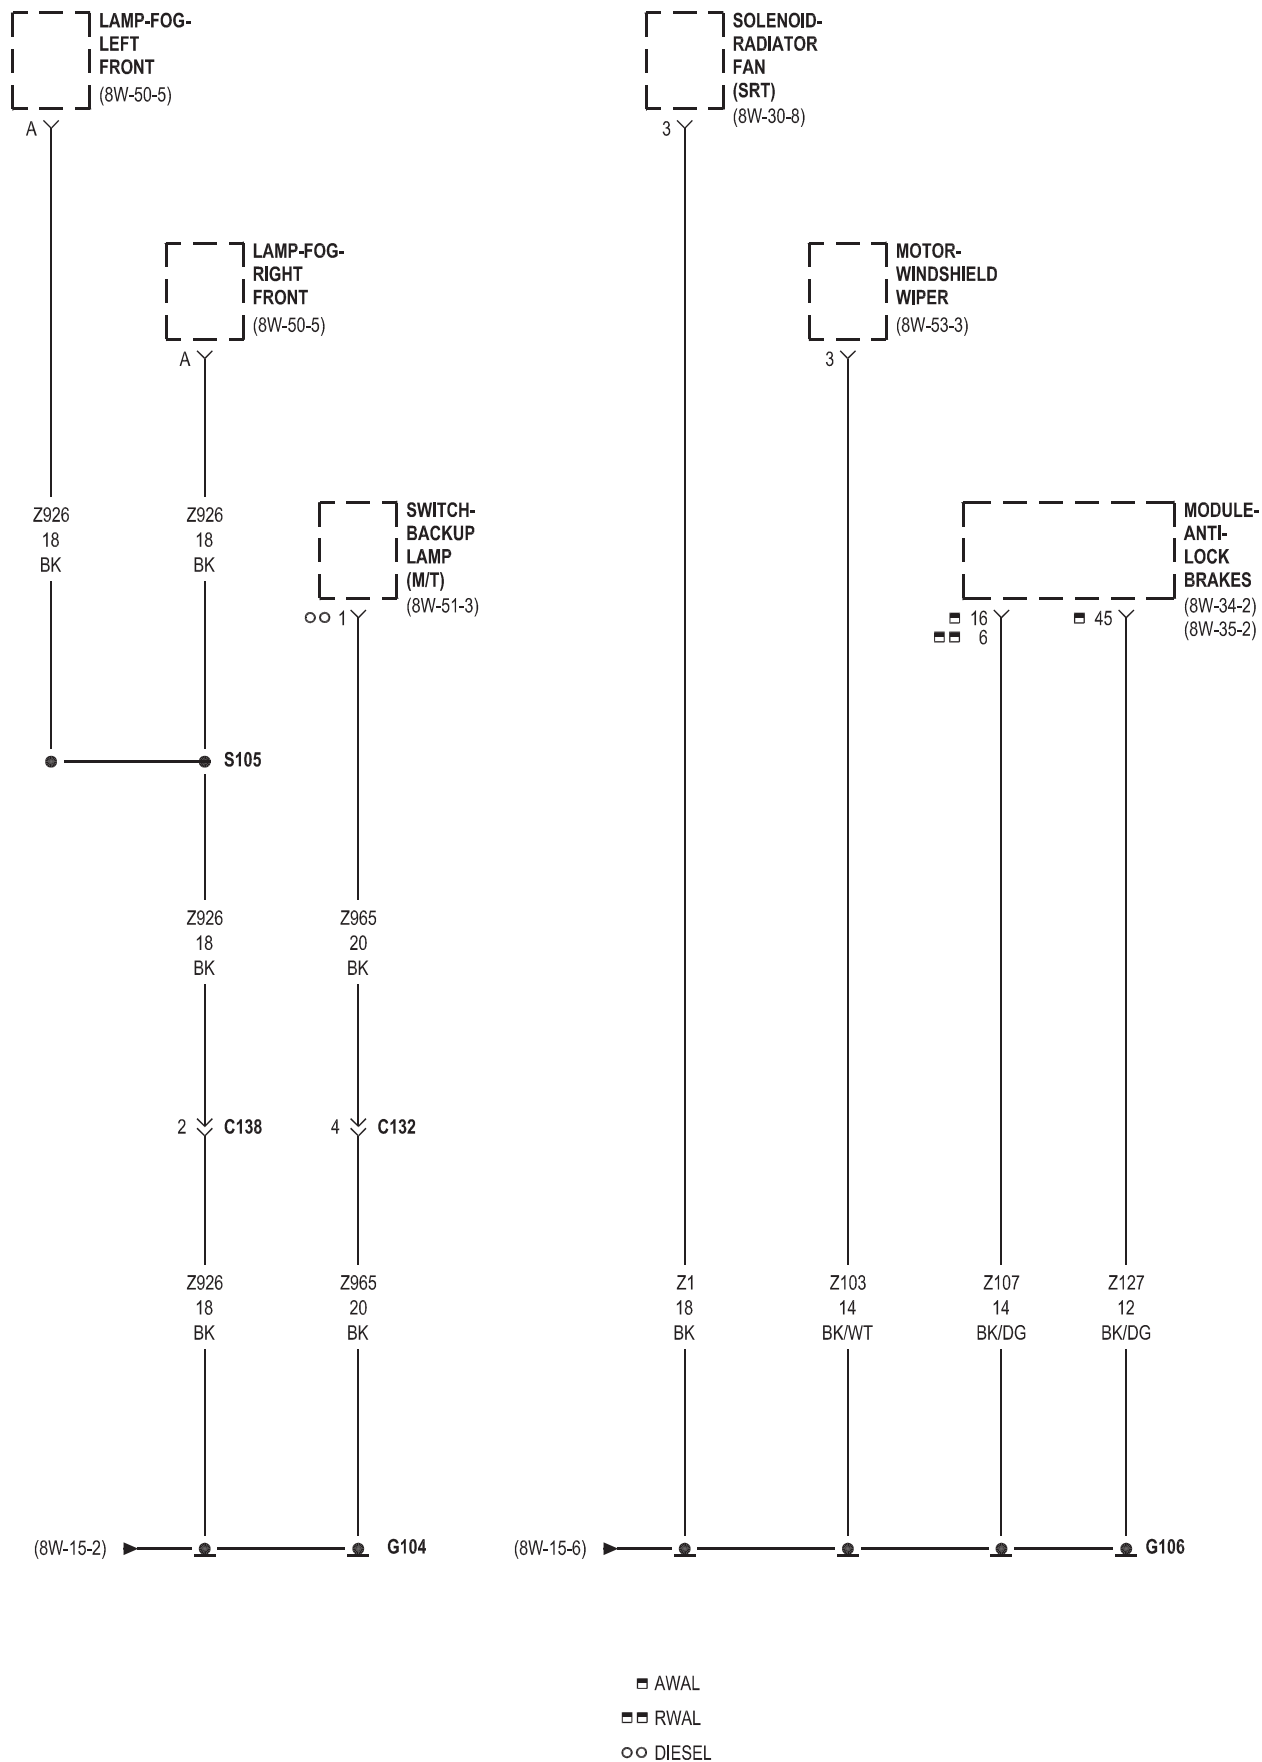 LAMP-FOG-
LEFT
FRONT
(8W-50-5)
A
SOLENOID-
RADIATOR
FAN
(SRT)
(8W-30-8)
3
LAMP-FOG-
RIGHT
FRONT
(8W-50-5)
A
MOTOR-
WINDSHIELD
WIPER
(8W-53-3)
3
Z926
18
BK
Z926
18
BK
SWITCH-
BACKUP
LAMP
(M/T)
(8W-51-3)
1
MODULE-
ANTI-
LOCK
BRAKES
(8W-34-2)
(8W-35-2)
16
6
45
S105
Z926
18
BK
Z965
20
BK
2
C138
4
C132
Z926
18
BK
Z965
20
BK
Z1
18
BK
Z103
14
BK/WT
Z107
14
BK/DG
Z127
12
BK/DG
(8W-15-2)
G104
(8W-15-6)
G106
AWAL
RWAL
DIESEL